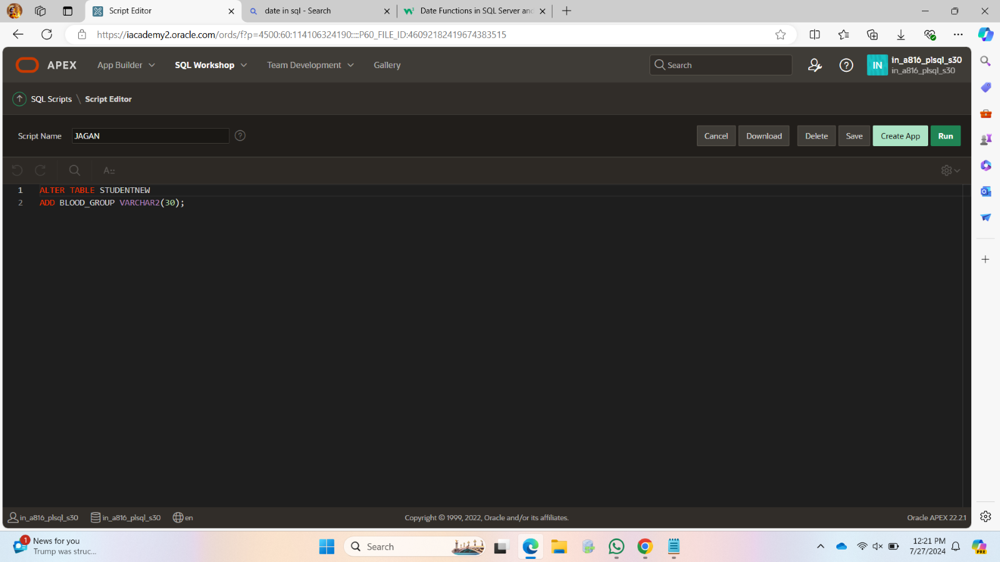 Script Editor
date in sql - Search
Date Functions in SQL Server and
https://iacademy2.oracle.com/ords/f?p=4500:60:114106324190::::P60_FILE_ID:46092182419674383515
APEX
App Builder
SQL Workshop
Team Development
Gallery
Search
IN
in_a816_plsql_s30
in_a816_plsql_s30
SQL Scripts \ Script Editor
Script Name
JAGAN
Cancel
Download
Delete
Save
Create App
Run
A::
1 ALTER TABLE STUDENTNEW
2 ADD BLOOD_GROUP VARCHAR2(30);
in_a816_plsql_s30
in_a816_plsql_s30
en
Copyright © 1999, 2022, Oracle and/or its affiliates.
Oracle APEX 22.2.1
1
News for you
Trump was struc...
Search
12:21 PM
7/27/2024
PRE